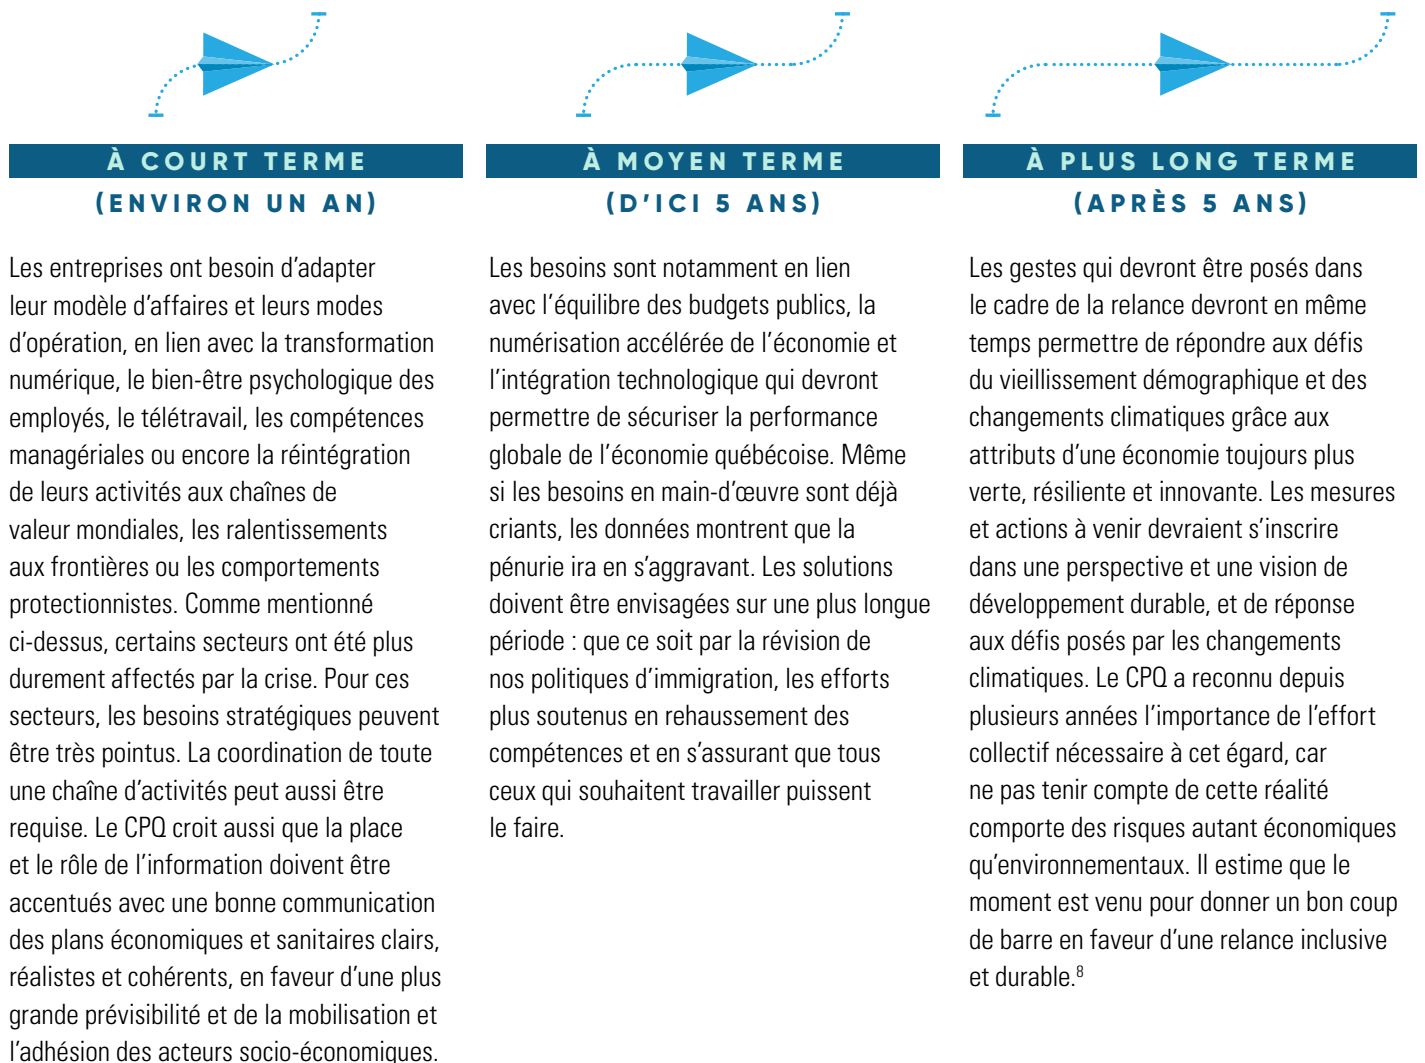 À COURT TERME
(ENVIRON UN AN)
Les entreprises ont besoin d’adapter
leur modèle d’affaires et leurs modes
d’opération, en lien avec la transformation
numérique, le bien-être psychologique des
employés, le télétravail, les compétences
managériales ou encore la réintégration
de leurs activités aux chaînes de
valeur mondiales, les ralentissements
aux frontières ou les comportements
protectionnistes. Comme mentionné
ci-dessus, certains secteurs ont été plus
durement affectés par la crise. Pour ces
secteurs, les besoins stratégiques peuvent
être très pointus. La coordination de toute
une chaîne d’activités peut aussi être
requise. Le CPQ croit aussi que la place
et le rôle de l’information doivent être
accentués avec une bonne communication
des plans économiques et sanitaires clairs,
réalistes et cohérents, en faveur d’une plus
grande prévisibilité et de la mobilisation et
l’adhésion des acteurs socio-économiques.
À MOYEN TERME
(D’ICI 5 ANS)
Les besoins sont notamment en lien
avec l’équilibre des budgets publics, la
numérisation accélérée de l’économie et
l’intégration technologique qui devront
permettre de sécuriser la performance
globale de l’économie québécoise. Même
si les besoins en main-d’œuvre sont déjà
criants, les données montrent que la
pénurie ira en s’aggravant. Les solutions
doivent être envisagées sur une plus longue
période : que ce soit par la révision de
nos politiques d’immigration, les efforts
plus soutenus en rehaussement des
compétences et en s’assurant que tous
ceux qui souhaitent travailler puissent
le faire.
À PLUS LONG TERME
(APRÈS 5 ANS)
Les gestes qui devront être posés dans
le cadre de la relance devront en même
temps permettre de répondre aux défis
du vieillissement démographique et des
changements climatiques grâce aux
attributs d’une économie toujours plus
verte, résiliente et innovante. Les mesures
et actions à venir devraient s’inscrire
dans une perspective et une vision de
développement durable, et de réponse
aux défis posés par les changements
climatiques. Le CPQ a reconnu depuis
plusieurs années l’importance de l’effort
collectif nécessaire à cet égard, car
ne pas tenir compte de cette réalité
comporte des risques autant économiques
qu’environnementaux. Il estime que le
moment est venu pour donner un bon coup
de barre en faveur d’une relance inclusive
et durable.⁸